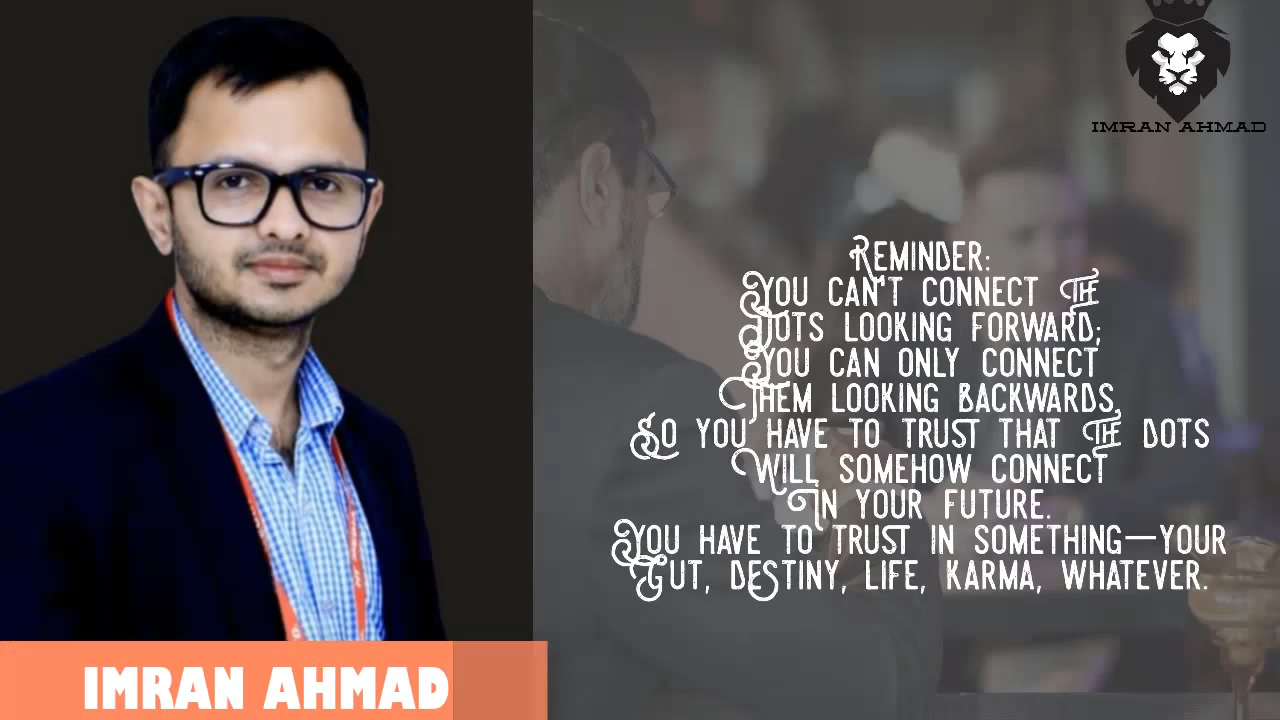 IMRAN AHMAD
REMINDER:
YOU CAN'T CONNECT THE
DOTS LOOKING FORWARD;
YOU CAN ONLY CONNECT
THEM LOOKING BACKWARDS,
SO YOU HAVE TO TRUST THAT THE DOTS
WILL SOMEHOW CONNECT
IN YOUR FUTURE.
YOU HAVE TO TRUST IN SOMETHING—YOUR
GUT, DESTINY, LIFE, KARMA, WHATEVER.
IMRAN AHMAD